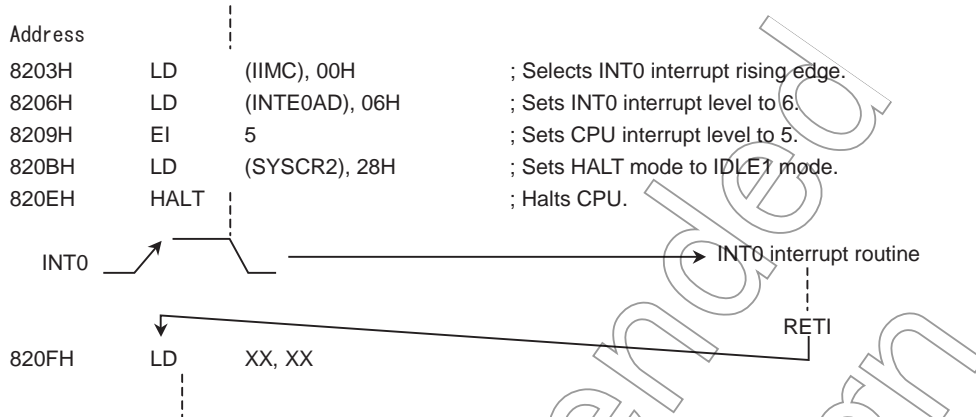 Address
8203H LD (IIMC), 00H ; Selects INT0 interrupt rising edge.
8206H LD (INTE0AD), 06H ; Sets INT0 interrupt level to 6.
8209H EI 5 ; Sets CPU interrupt level to 5.
820BH LD (SYSCR2), 28H ; Sets HALT mode to IDLE1 mode.
820EH HALT ; Halts CPU.
INT0 INT0 interrupt routine
RETI
820FH LD XX, XX